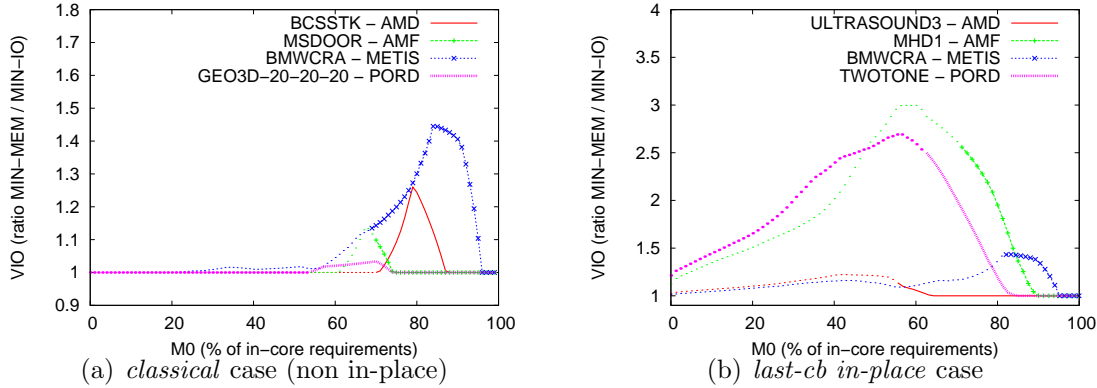 1.8
1.7
1.6
1.5
1.4
1.3
1.2
1.1
1
0.9
0 20 40 60 80 100
VIO (ratio MIN−MEM / MIN−IO)
M0 (% of in−core requirements)
BCSSTK − AMD
MSDOOR − AMF
BMWCRA − METIS
GEO3D−20−20−20 − PORD
(a) classical case (non in-place)
4
3.5
3
2.5
2
1.5
1
0 20 40 60 80 100
VIO (ratio MIN−MEM / MIN−IO)
M0 (% of in−core requirements)
ULTRASOUND3 − AMD
MHD1 − AMF
BMWCRA − METIS
TWOTONE − PORD
(b) last-cb in-place case